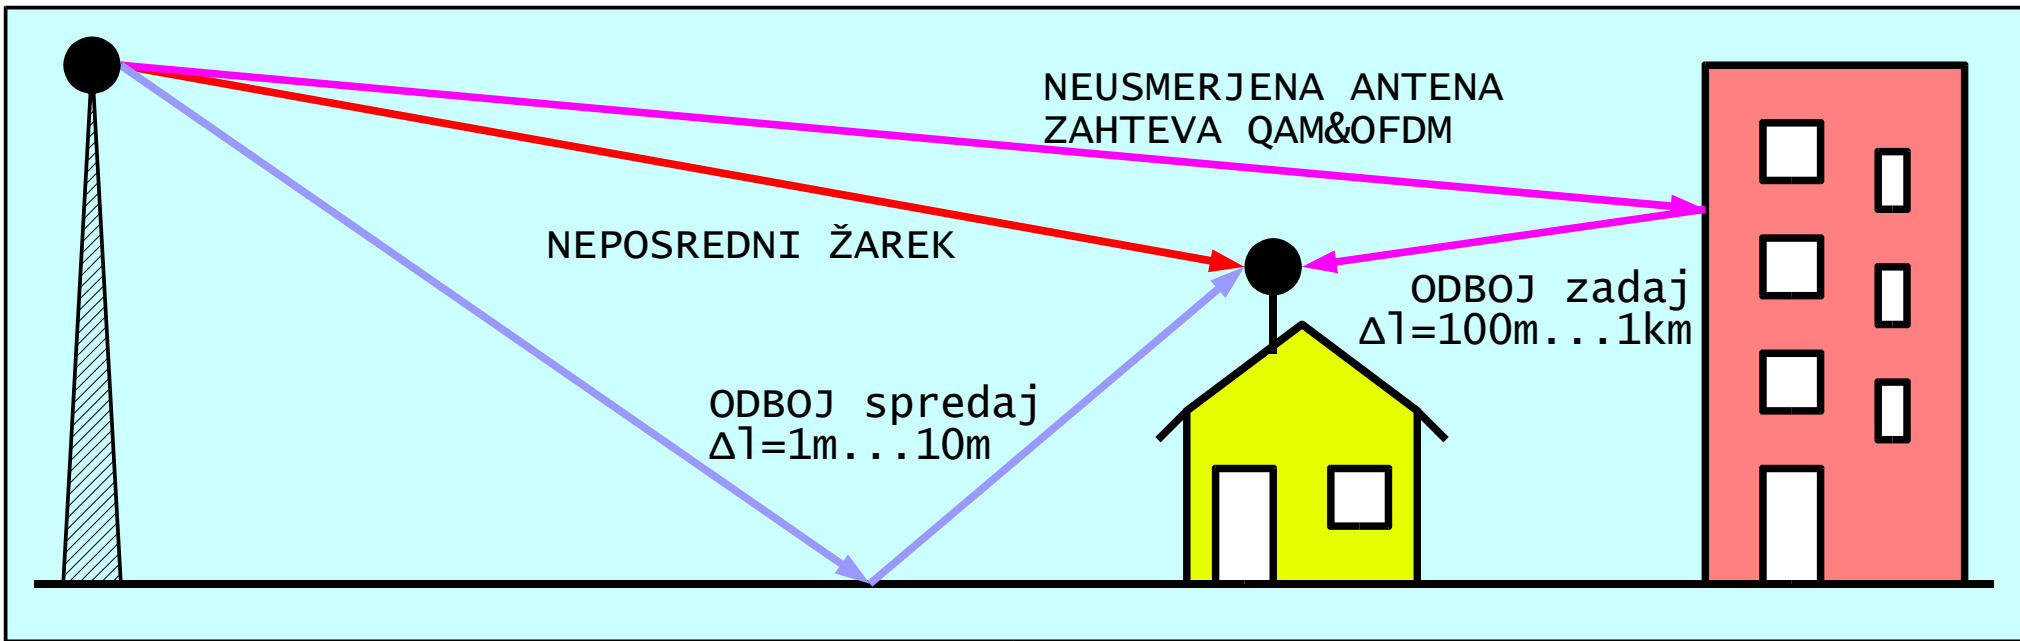 NEUSMERJENA ANTENA
ZAHTEVA QAM&OFDM
NEPOSREDNI ŽAREK
ODBOJ zadaj
Δl=100m...1km
ODBOJ spredaj
Δl=1m...10m